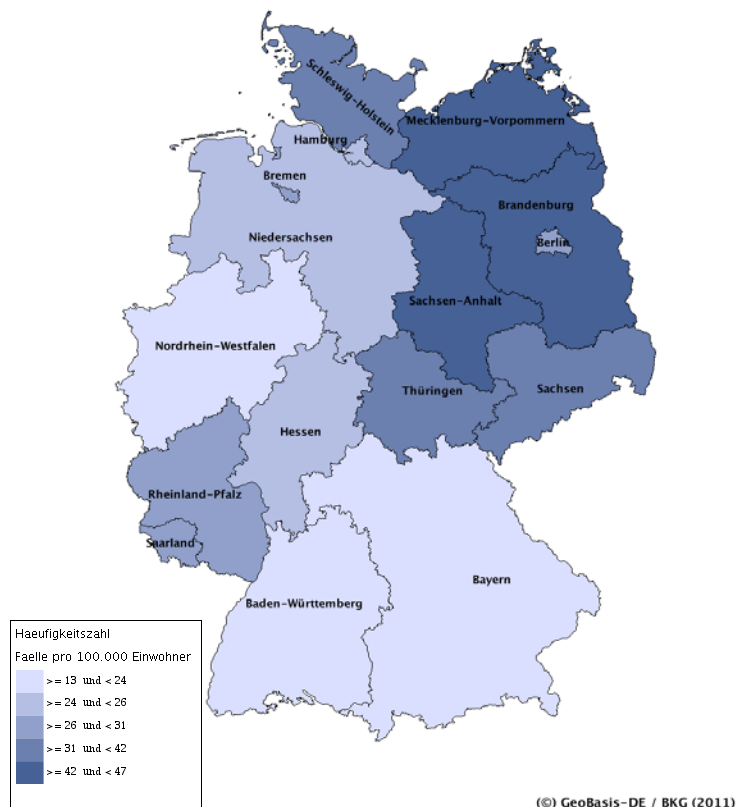 Schleswig-Holstein
Mecklenburg-Vorpommern
Hamburg
Bremen
Brandenburg
Niedersachsen
Berlin
Sachsen-Anhalt
Nordrhein-Westfalen
Thüringen
Sachsen
Hessen
Rheinland-Pfalz
Saarland
Bayern
Baden-Württemberg
Haeufigkeitszahl
Faelle pro 100.000 Einwohner
>= 13 und < 24
>= 24 und < 26
>= 26 und < 31
>= 31 und < 42
>= 42 und < 47
(©) GeoBasis-DE / BKG (2011)